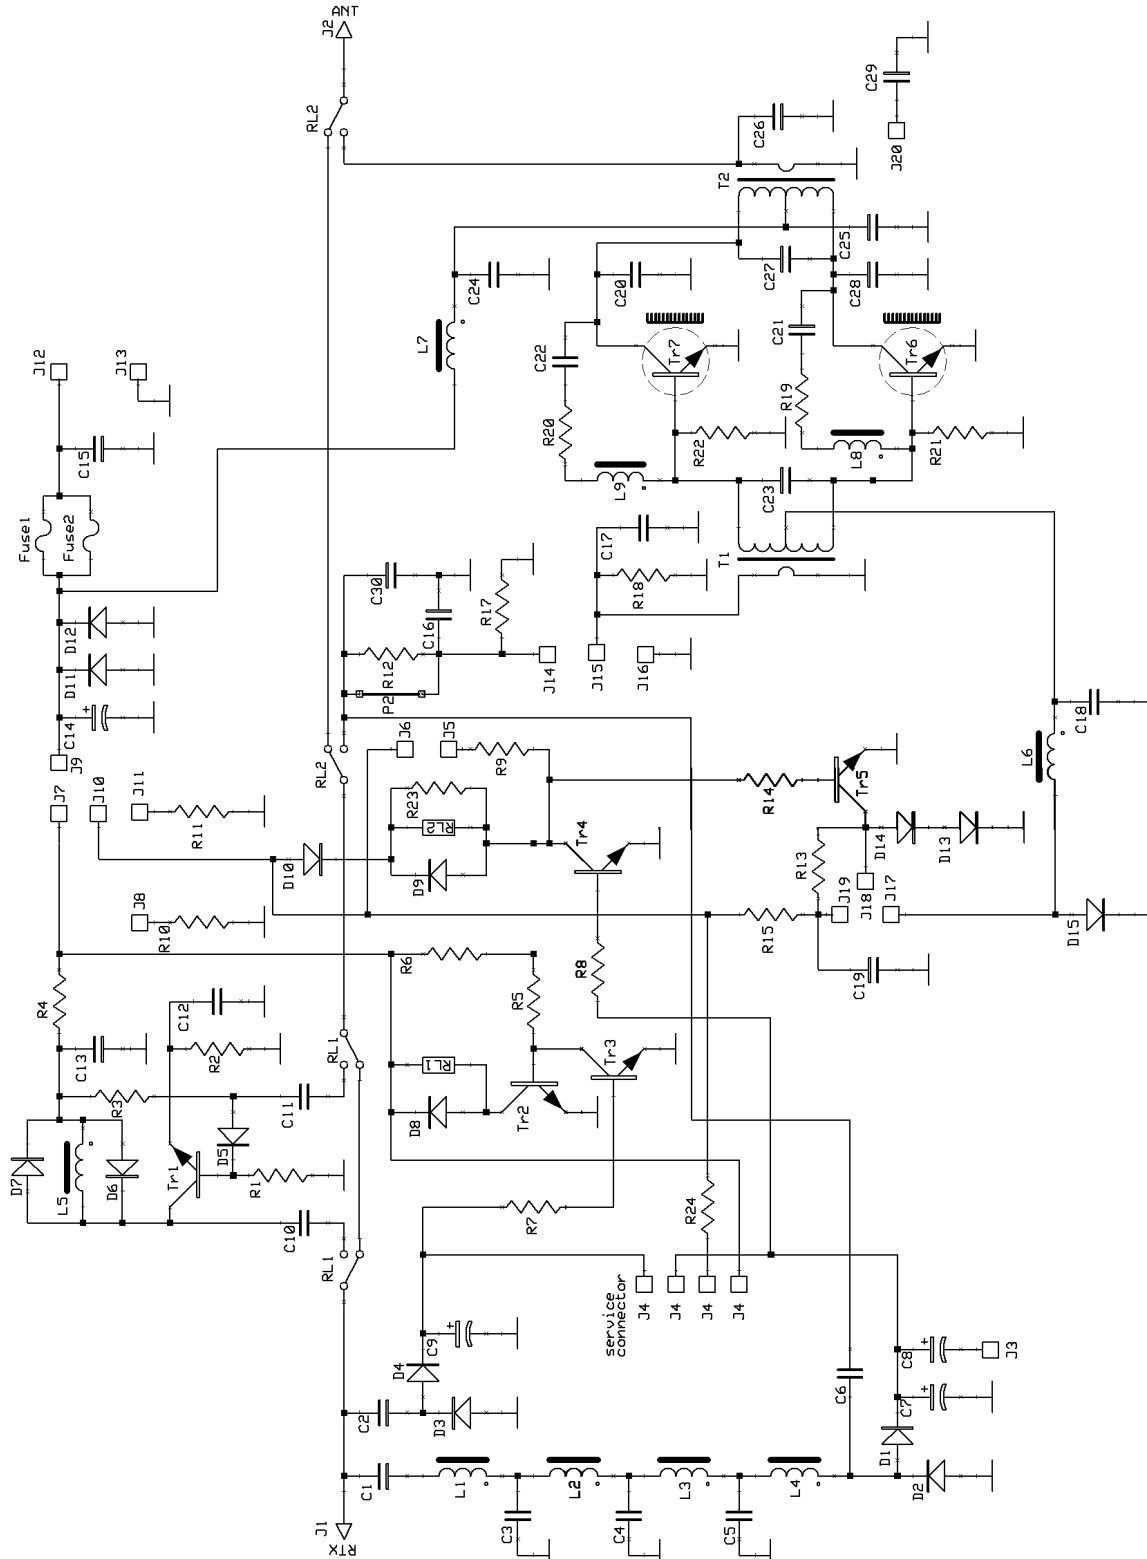 J2
ANT
RL2
C29
J20
C26
T2
C25
C27
C28
C20
C24
L7
C22
R20
L9
Tr7
R22
C21
R19
L8
Tr6
R21
C23
T1
J12
J13
C15
Fuse1
Fuse2
D12
D11
C14
J9
J7
J10
J11
R11
J8
R10
C30
C16
R17
R12
P2
J14
J15
J16
R18
C17
RL2
J6
J5
R9
R23
RL2
D9
D10
Tr4
R14
Tr5
L6
C18
R13
D14
D13
J19
J18
J17
R15
D15
C19
R4
C13
C12
R2
R3
D7
L5
D6
Tr1
D5
R1
C11
C10
RL1
RL1
R6
R5
R8
RL1
D8
Tr2
Tr3
R7
R24
service
connector
J4
J4
J4
J4
D4
C9
C2
D3
C1
L1
L2
L3
L4
C3
C4
C5
C6
C8
C7
J3
D1
D2
J1
RTX